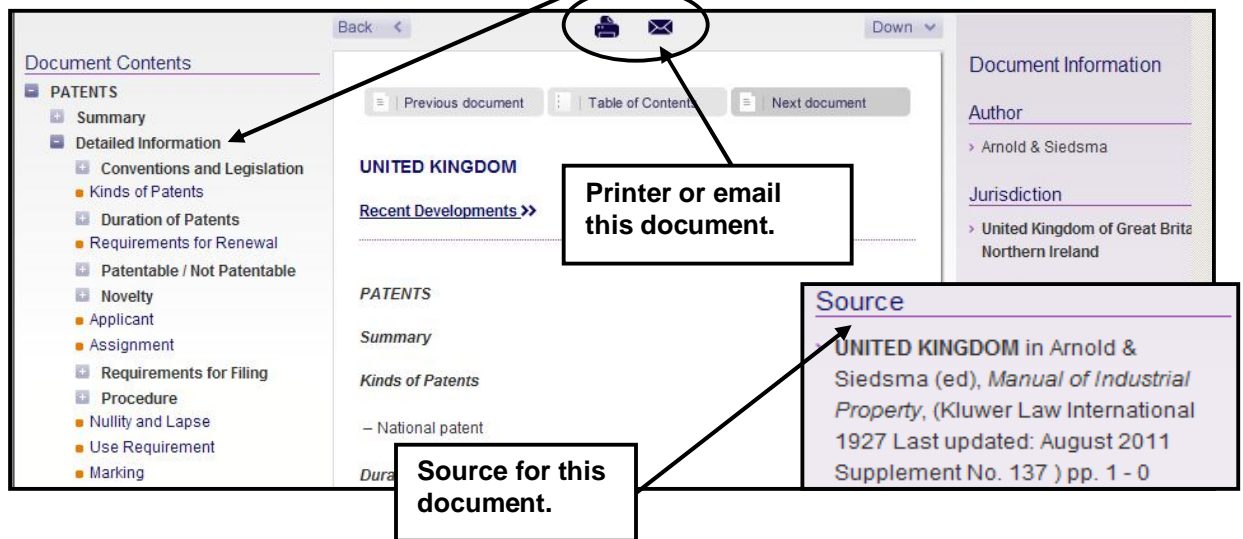 Back
Down
Document Contents
PATENTS
Summary
Detailed Information
Conventions and Legislation
Kinds of Patents
Duration of Patents
Requirements for Renewal
Patentable / Not Patentable
Novelty
Applicant
Assignment
Requirements for Filing
Procedure
Nullity and Lapse
Use Requirement
Marking
Previous document
Table of Contents
Next document
UNITED KINGDOM
Recent Developments >>
PATENTS
Summary
Kinds of Patents
– National patent
Dura
Printer or email
this document.
Source for this
document.
Document Information
Author
> Arnold & Siedsma
Jurisdiction
> United Kingdom of Great Brita
Northern Ireland
Source
UNITED KINGDOM in Arnold &
Siedsma (ed), Manual of Industrial
Property, (Kluwer Law International
1927 Last updated: August 2011
Supplement No. 137 ) pp. 1 - 0